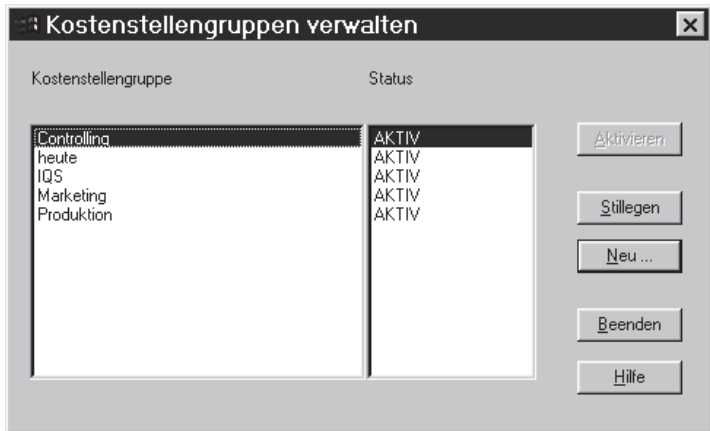 Kostenstellengruppen verwalten
Kostenstellengruppe Status
Controlling AKTIV
heute AKTIV
IQS AKTIV
Marketing AKTIV
Produktion AKTIV
Aktivieren
Stillegen
Neu ...
Beenden
Hilfe